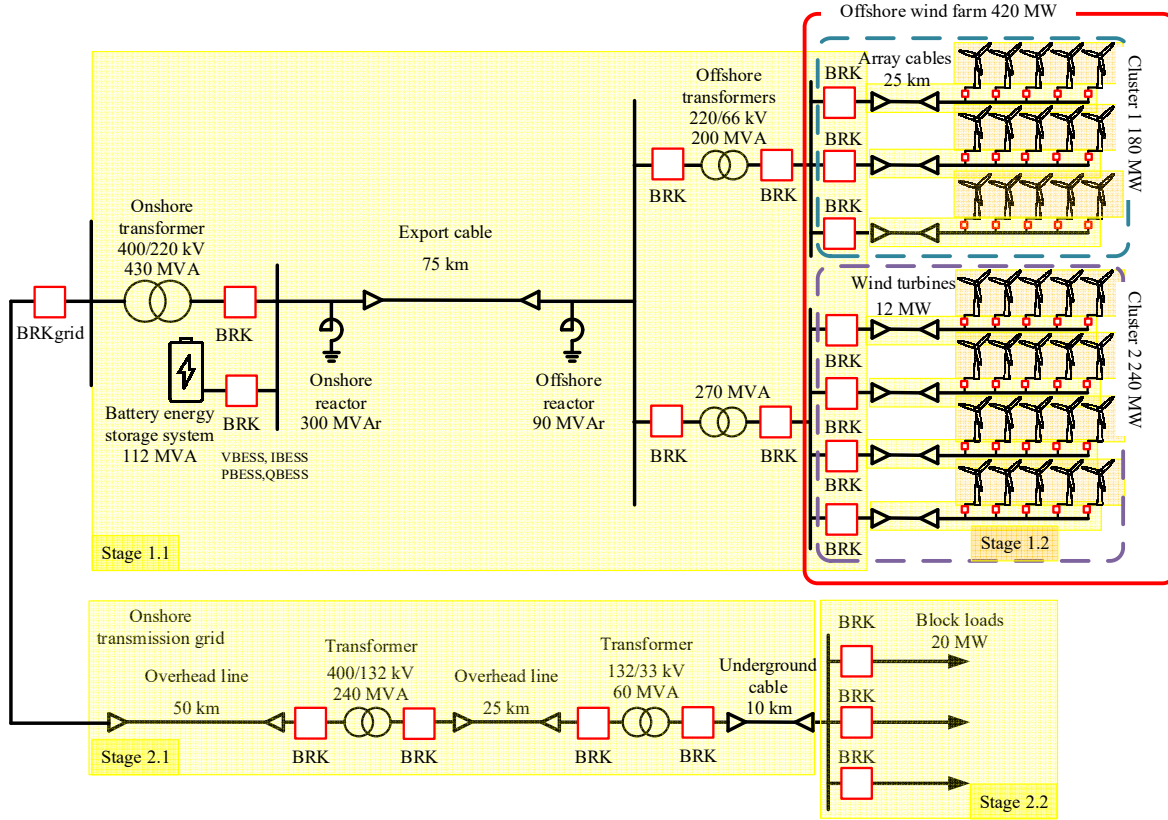 Offshore wind farm 420 MW
BRK
Array cables
25 km
Cluster 1 180 MW
Offshore
transformers
220/66 kV
200 MVA
BRK
BRK
BRK
BRK
Onshore
transformer
400/220 kV
430 MVA
Export cable
75 km
BRKgrid
BRK
Battery energy
storage system
112 MVA
BRK
VBESS, IBESS
PBESS,QBESS
Onshore
reactor
300 MVAr
Offshore
reactor
90 MVAr
270 MVA
BRK
BRK
Wind turbines
12 MW
Cluster 2 240 MW
BRK
BRK
BRK
BRK
Stage 1.1
Stage 1.2
Onshore
transmission grid
Overhead line
50 km
Transformer
400/132 kV
240 MVA
BRK
BRK
Overhead line
25 km
Transformer
132/33 kV
60 MVA
BRK
BRK
Underground
cable
10 km
Stage 2.1
BRK
Block loads
20 MW
BRK
BRK
Stage 2.2